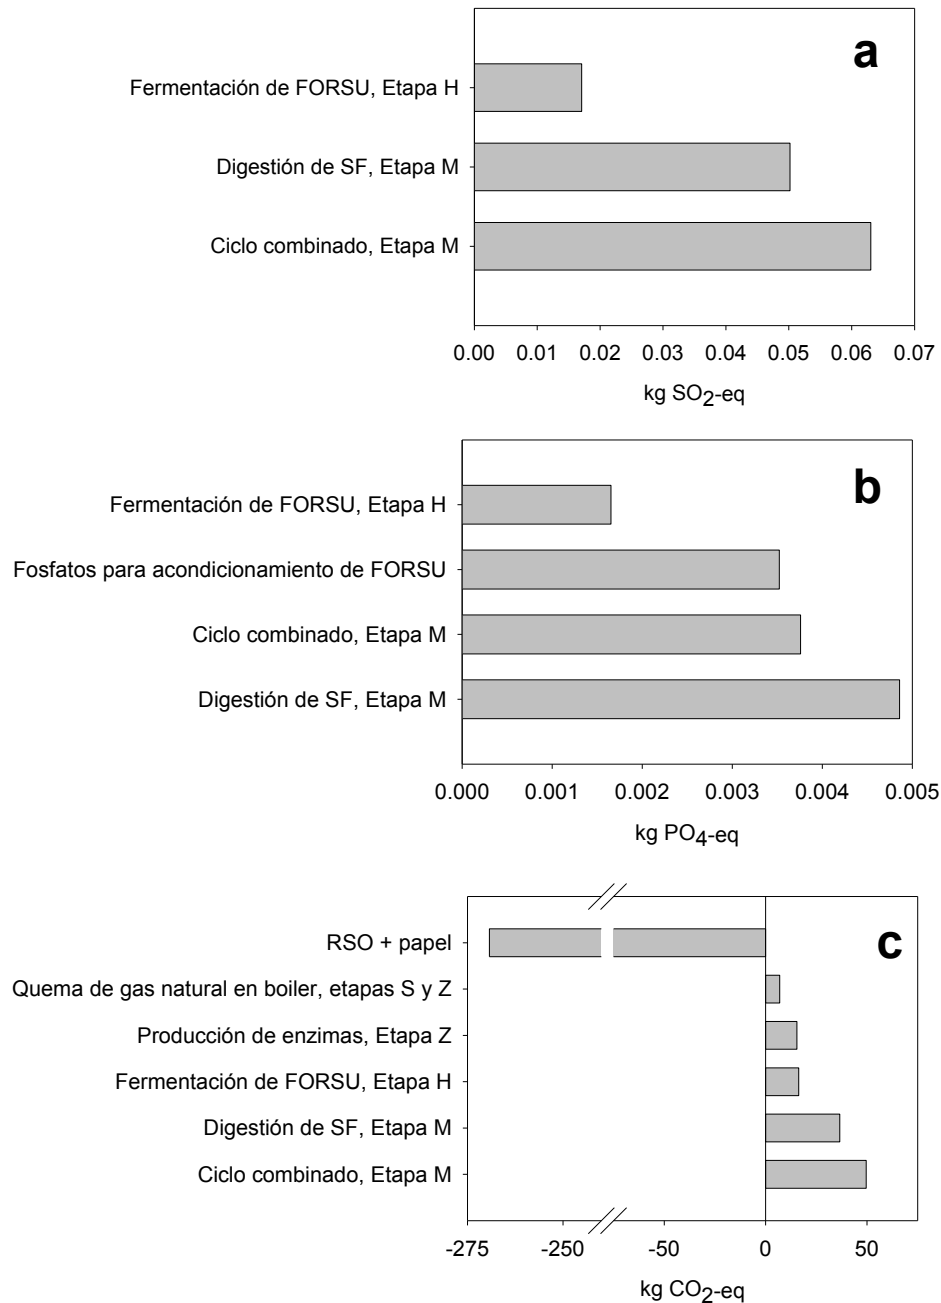 a
Fermentación de FORSU, Etapa H
Digestión de SF, Etapa M
Ciclo combinado, Etapa M
0.00 0.01 0.02 0.03 0.04 0.05 0.06 0.07
kg SO2-eq
b
Fermentación de FORSU, Etapa H
Fosfatos para acondicionamiento de FORSU
Ciclo combinado, Etapa M
Digestión de SF, Etapa M
0.000 0.001 0.002 0.003 0.004 0.005
kg PO4-eq
c
RSO + papel
Quema de gas natural en boiler, etapas S y Z
Producción de enzimas, Etapa Z
Fermentación de FORSU, Etapa H
Digestión de SF, Etapa M
Ciclo combinado, Etapa M
-275 -250 -50 0 50
kg CO2-eq